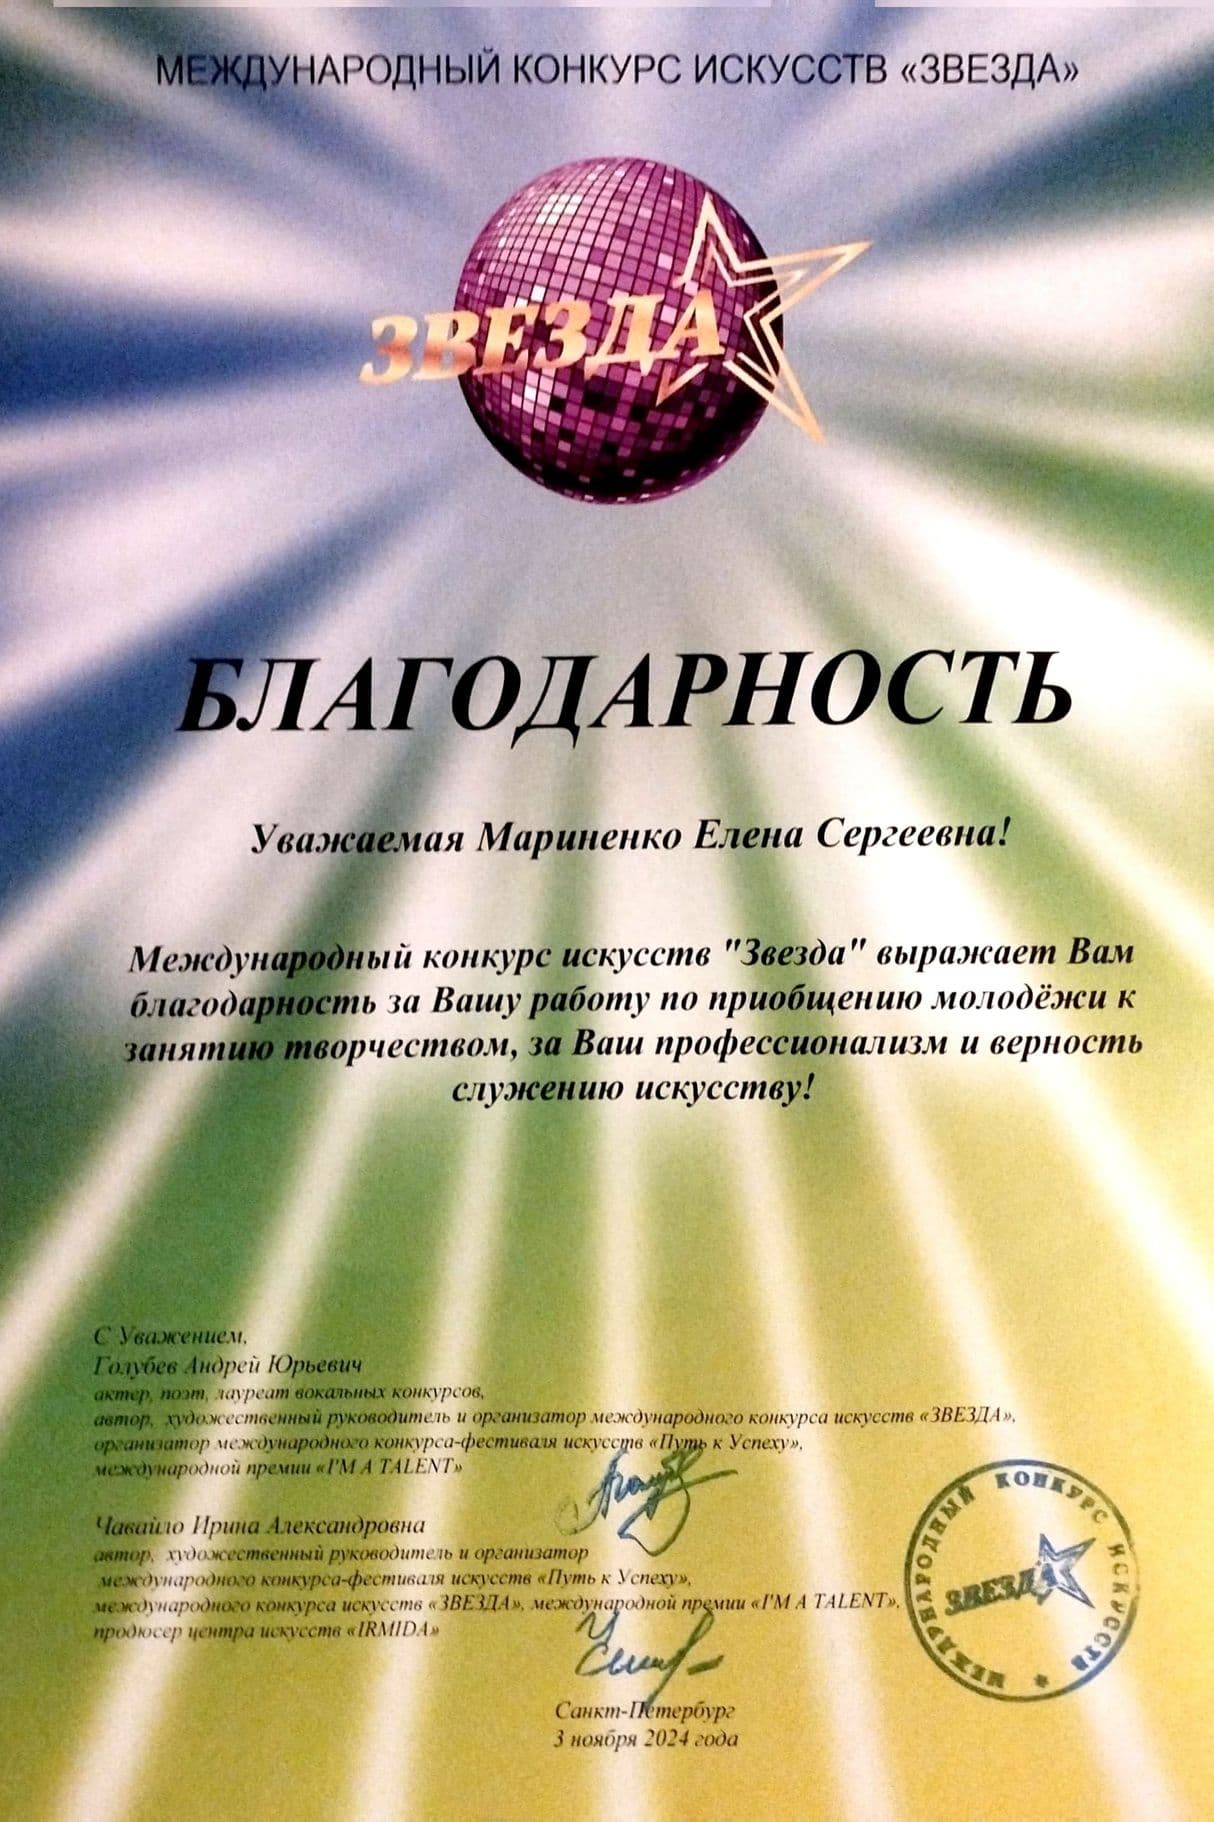 МЕЖДУНАРОДНЫЙ КОНКУРС ИСКУССТВ «ЗВЕЗДА»
ЗВЕЗДА
БЛАГОДАРНОСТЬ
Уважаемая Мариненко Елена Сергеевна!
Международный конкурс искусств "Звезда" выражает Вам
благодарность за Вашу работу по приобщению молодёжи к
занятию творчеством, за Ваш профессионализм и верность
служению искусству!
С Уважением,
Голубев Андрей Юрьевич
актер, поэт, лауреат вокальных конкурсов,
автор, художественный руководитель и организатор международного конкурса искусств «ЗВЕЗДА»,
организатор международного конкурса-фестиваля искусств «Путь к Успеху»,
международной премии «I'M A TALENT»
Чавайло Ирина Александровна
автор, художественный руководитель и организатор
международного конкурса-фестиваля искусств «Путь к Успеху»,
международного конкурса искусств «ЗВЕЗДА», международной премии «I'M A TALENT»,
продюсер центра искусств «IRMIDA»
МЕЖДУНАРОДНЫЙ КОНКУРС ИСКУССТВ
ЗВЕЗДА
Санкт-Петербург
3 ноября 2024 года